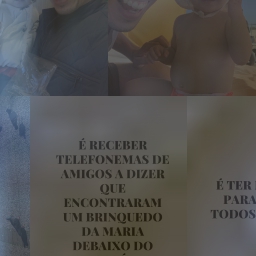 É RECEBER
TELEFONEMAS DE
AMIGOS A DIZER
QUE
ENCONTRARAM
UM BRINQUEDO
DA MARIA
DEBAIXO DO
É TER
PARA
TODOS